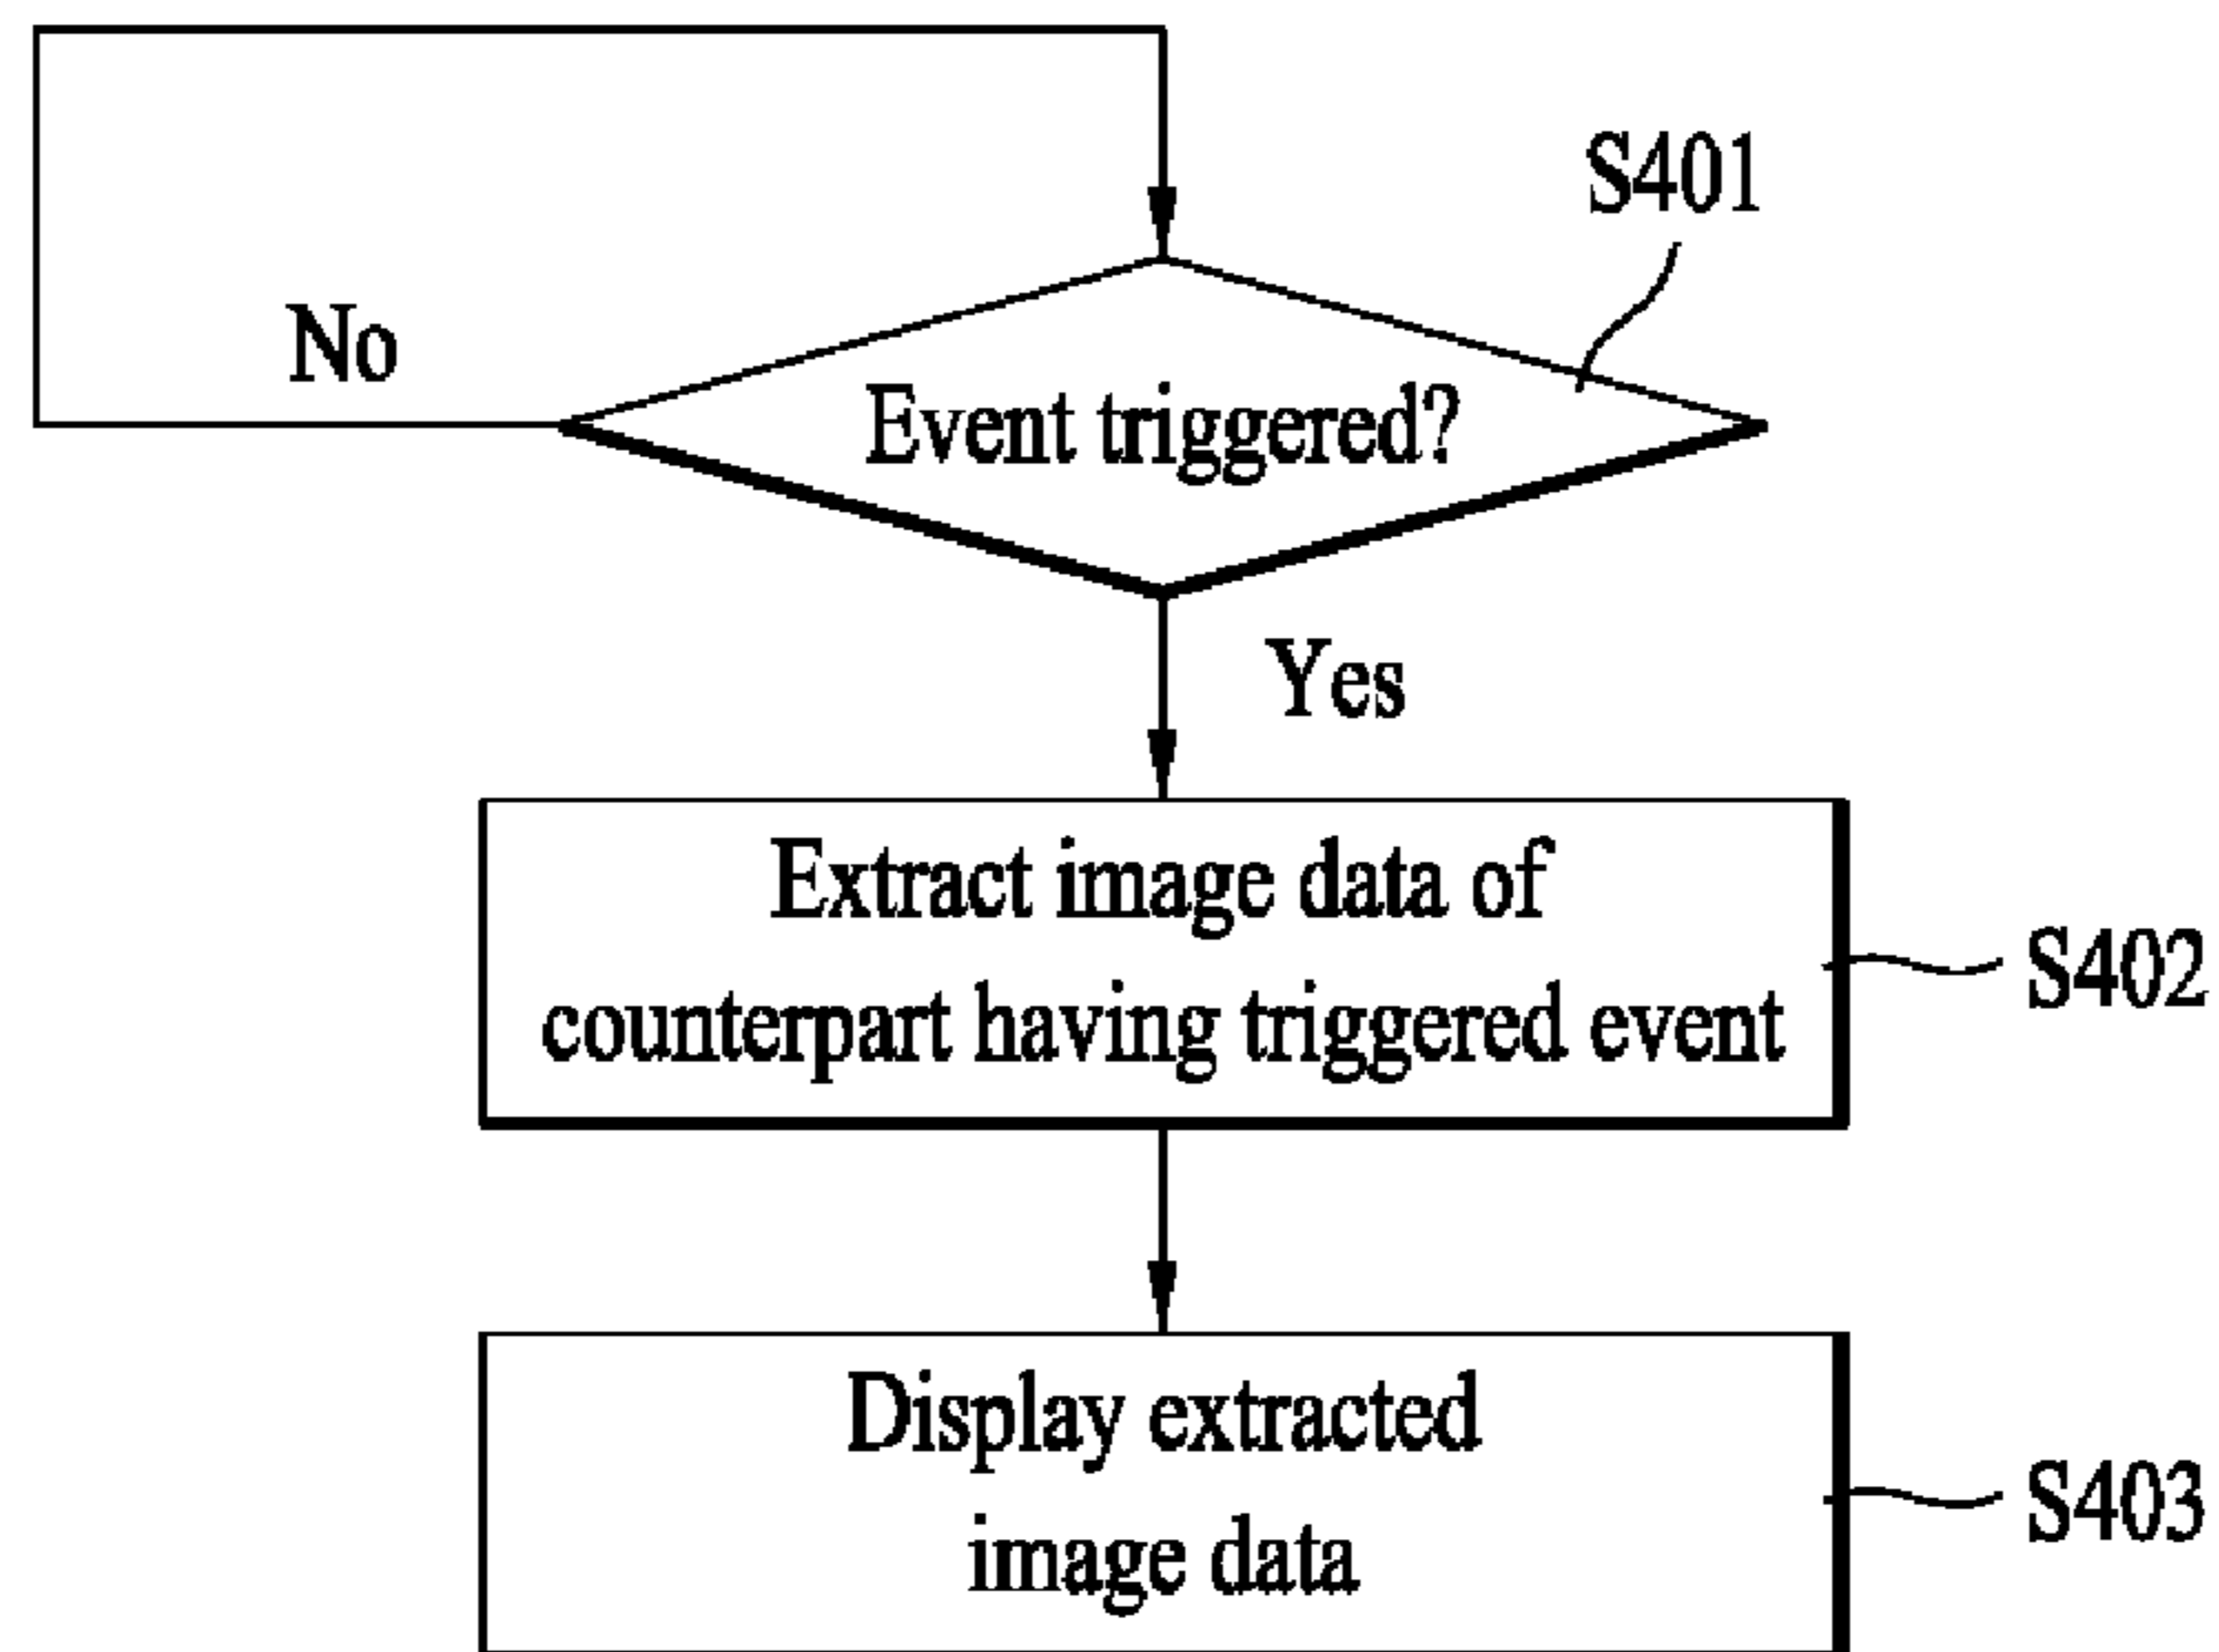 S401
No
Event triggered?
Yes
Extract image data of
counterpart having triggered event
S402
Display extracted
image data
S403